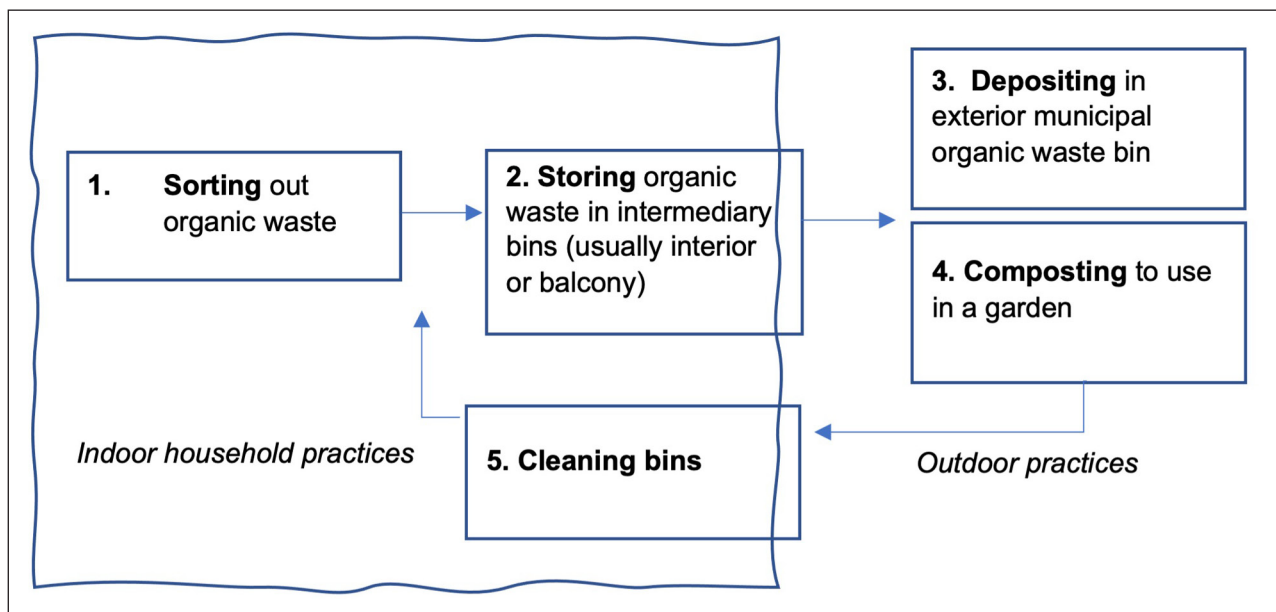 1. Sorting out
organic waste
2. Storing organic
waste in intermediary
bins (usually interior
or balcony)
3. Depositing in
exterior municipal
organic waste bin
4. Composting to use
in a garden
5. Cleaning bins
Indoor household practices
Outdoor practices